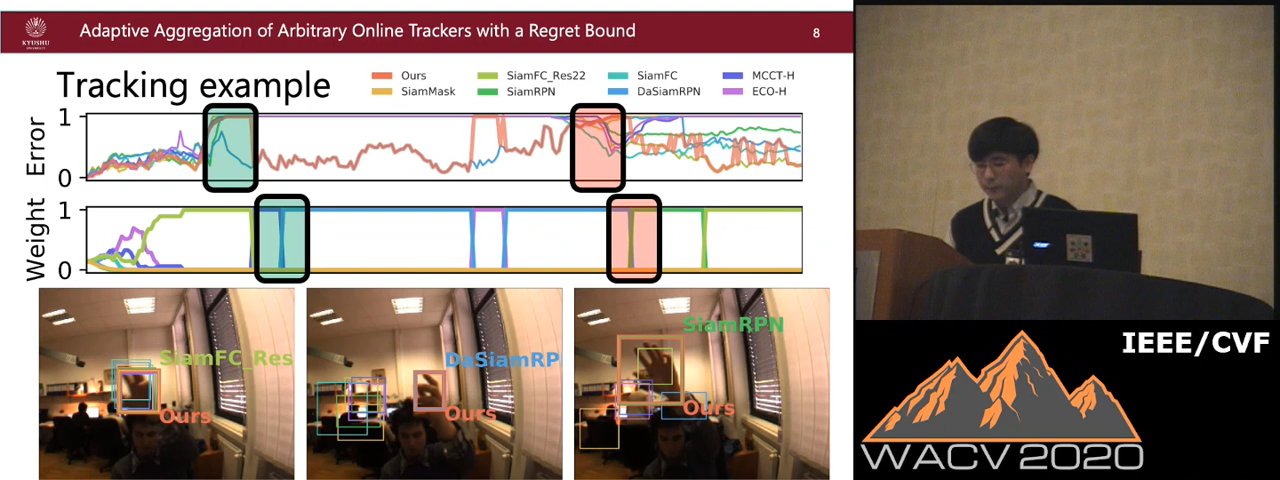 KYUSHU
UNIVERSITY
Adaptive Aggregation of Arbitrary Online Trackers with a Regret Bound
8
Tracking example
Ours
SiamFC_Res22
SiamFC
MCCT-H
SiamMask
SiamRPN
DaSiamRPN
ECO-H
Error
1
0
Weight
1
0
SiamFC_Res
Ours
DaSiamRP
Ours
SiamRPN
Ours
acer
IEEE/CVF
WACV 2020